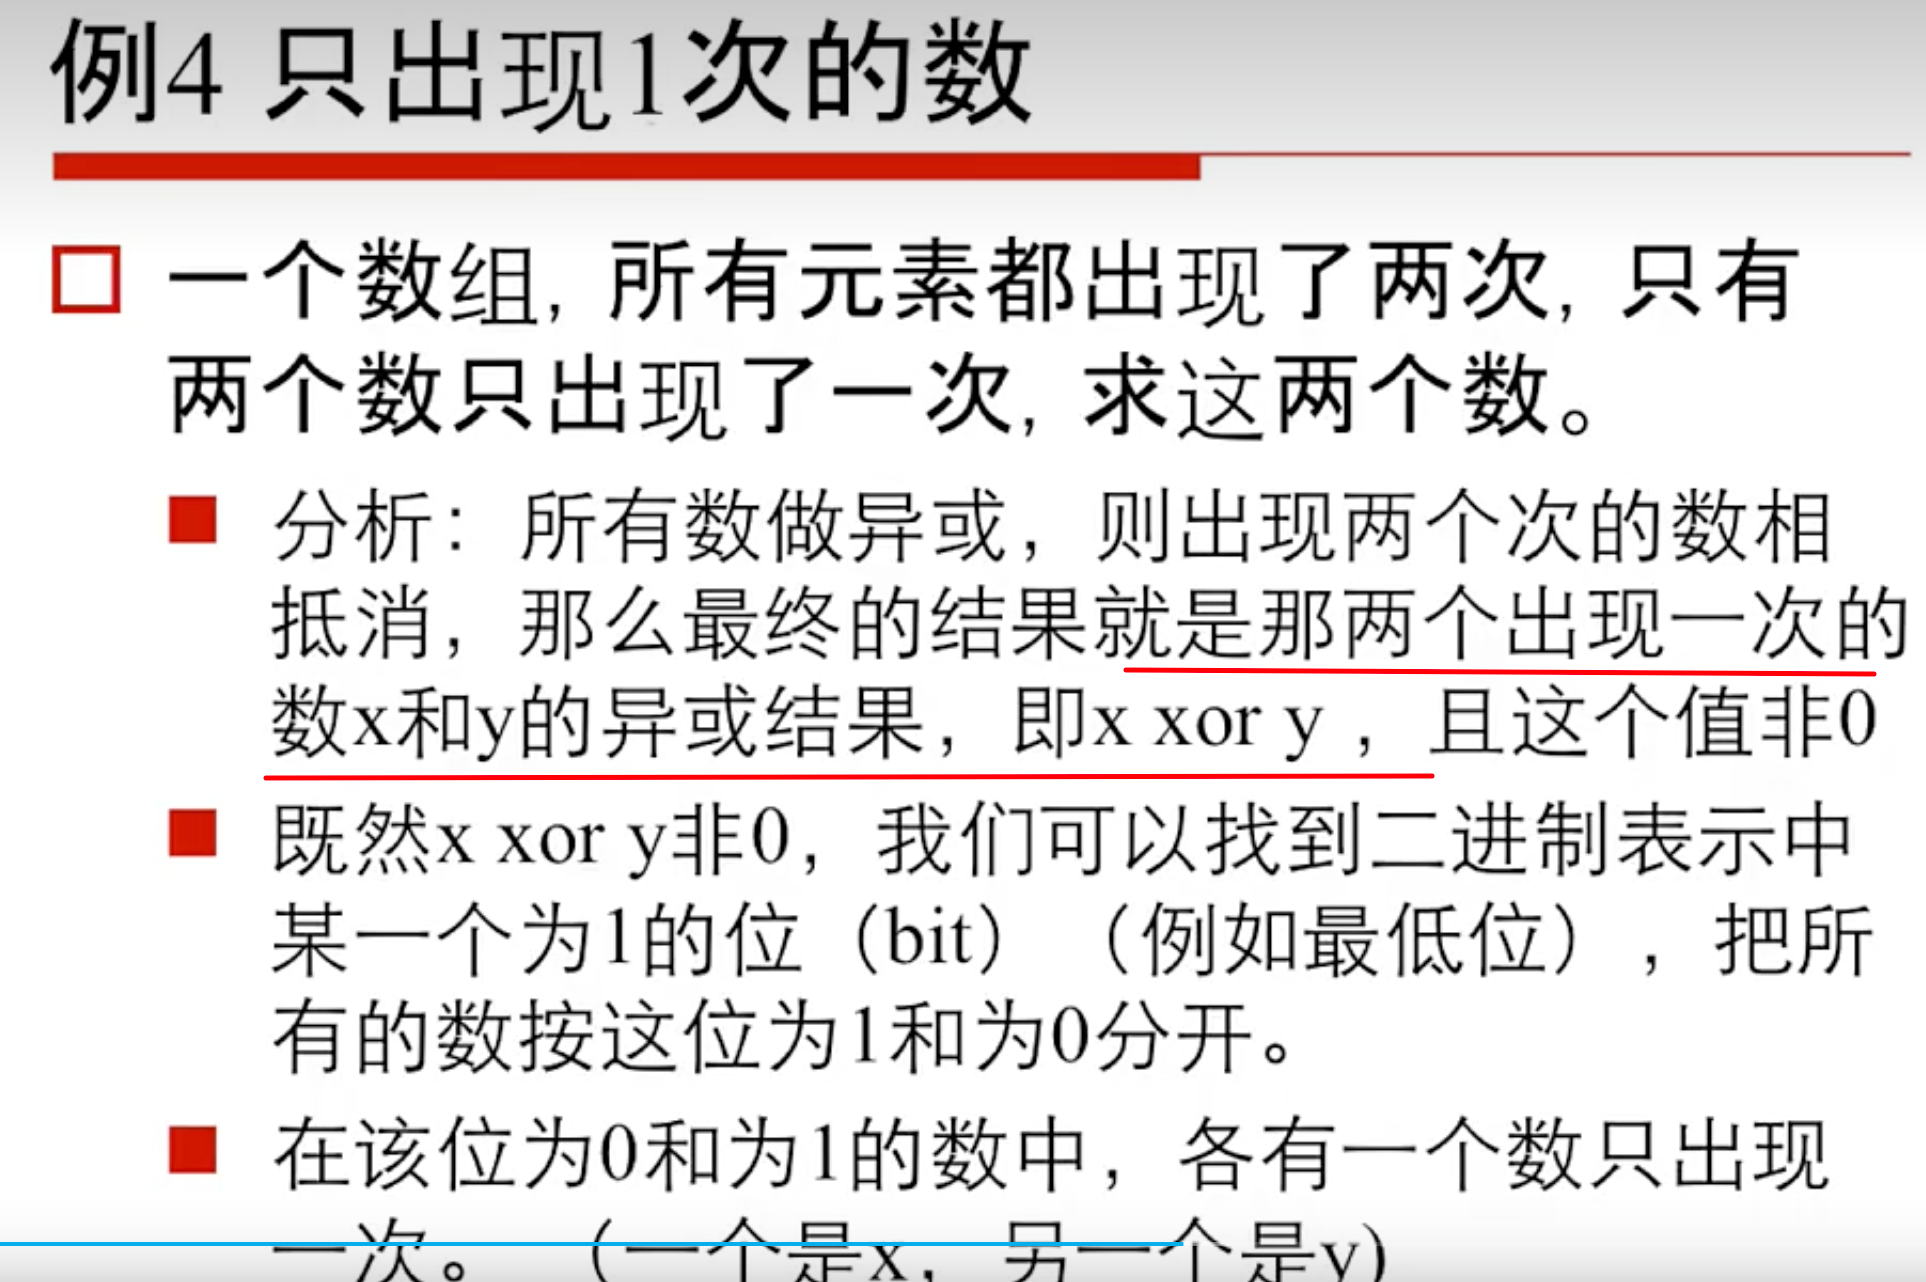 例4 只出现1次的数
一个数组, 所有元素都出现了两次, 只有
两个数只出现了一次, 求这两个数。
分析：所有数做异或，则出现两个次的数相
抵消，那么最终的结果就是那两个出现一次的
数x和y的异或结果，即x xor y ，且这个值非0
既然x xor y非0，我们可以找到二进制表示中
某一个为1的位（bit）（例如最低位），把所
有的数按这位为1和为0分开。
在该位为0和为1的数中，各有一个数只出现
一次。（一个是x，另一个是y)